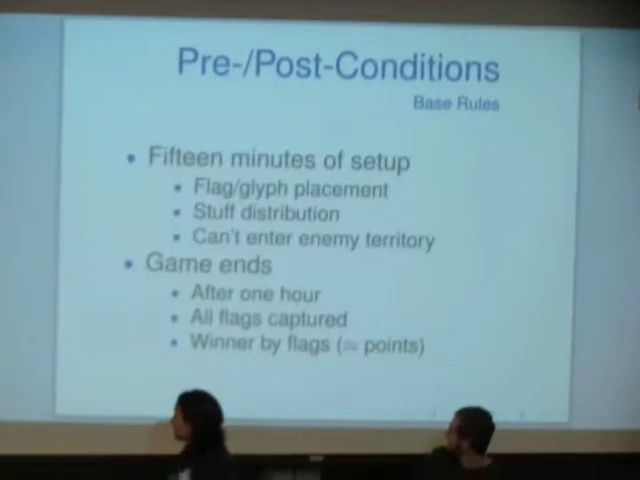 Pre-/Post-Conditions
Base Rules
• Fifteen minutes of setup
• Flag/glyph placement
• Stuff distribution
• Can't enter enemy territory
• Game ends
• After one hour
• All flags captured
• Winner by flags (≈ points)